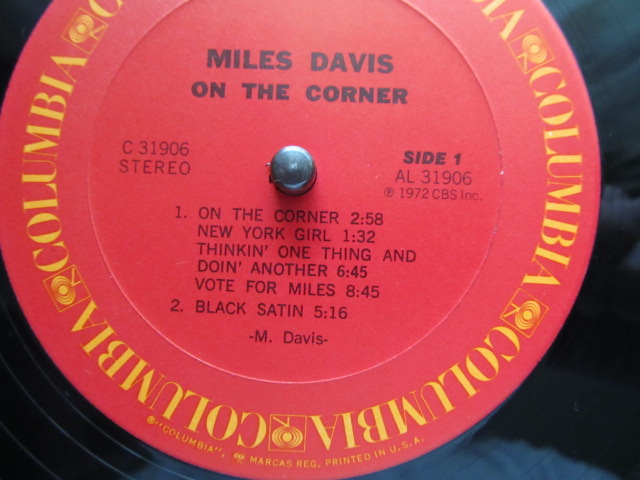 MILES DAVIS
ON THE CORNER
C 31906
STEREO
SIDE 1
AL 31906
℗ 1972 CBS Inc.
1. ON THE CORNER 2:58
NEW YORK GIRL 1:32
THINKIN' ONE THING AND
DOIN' ANOTHER 6:45
VOTE FOR MILES 8:45
2. BLACK SATIN 5:16
-M. Davis-
COLUMBIA
COLUMBIA
COLUMBIA
COLUMBIA
COLUMBIA
COLUMBIA
®"COLUMBIA", MARCAS REG. PRINTED IN U.S.A.